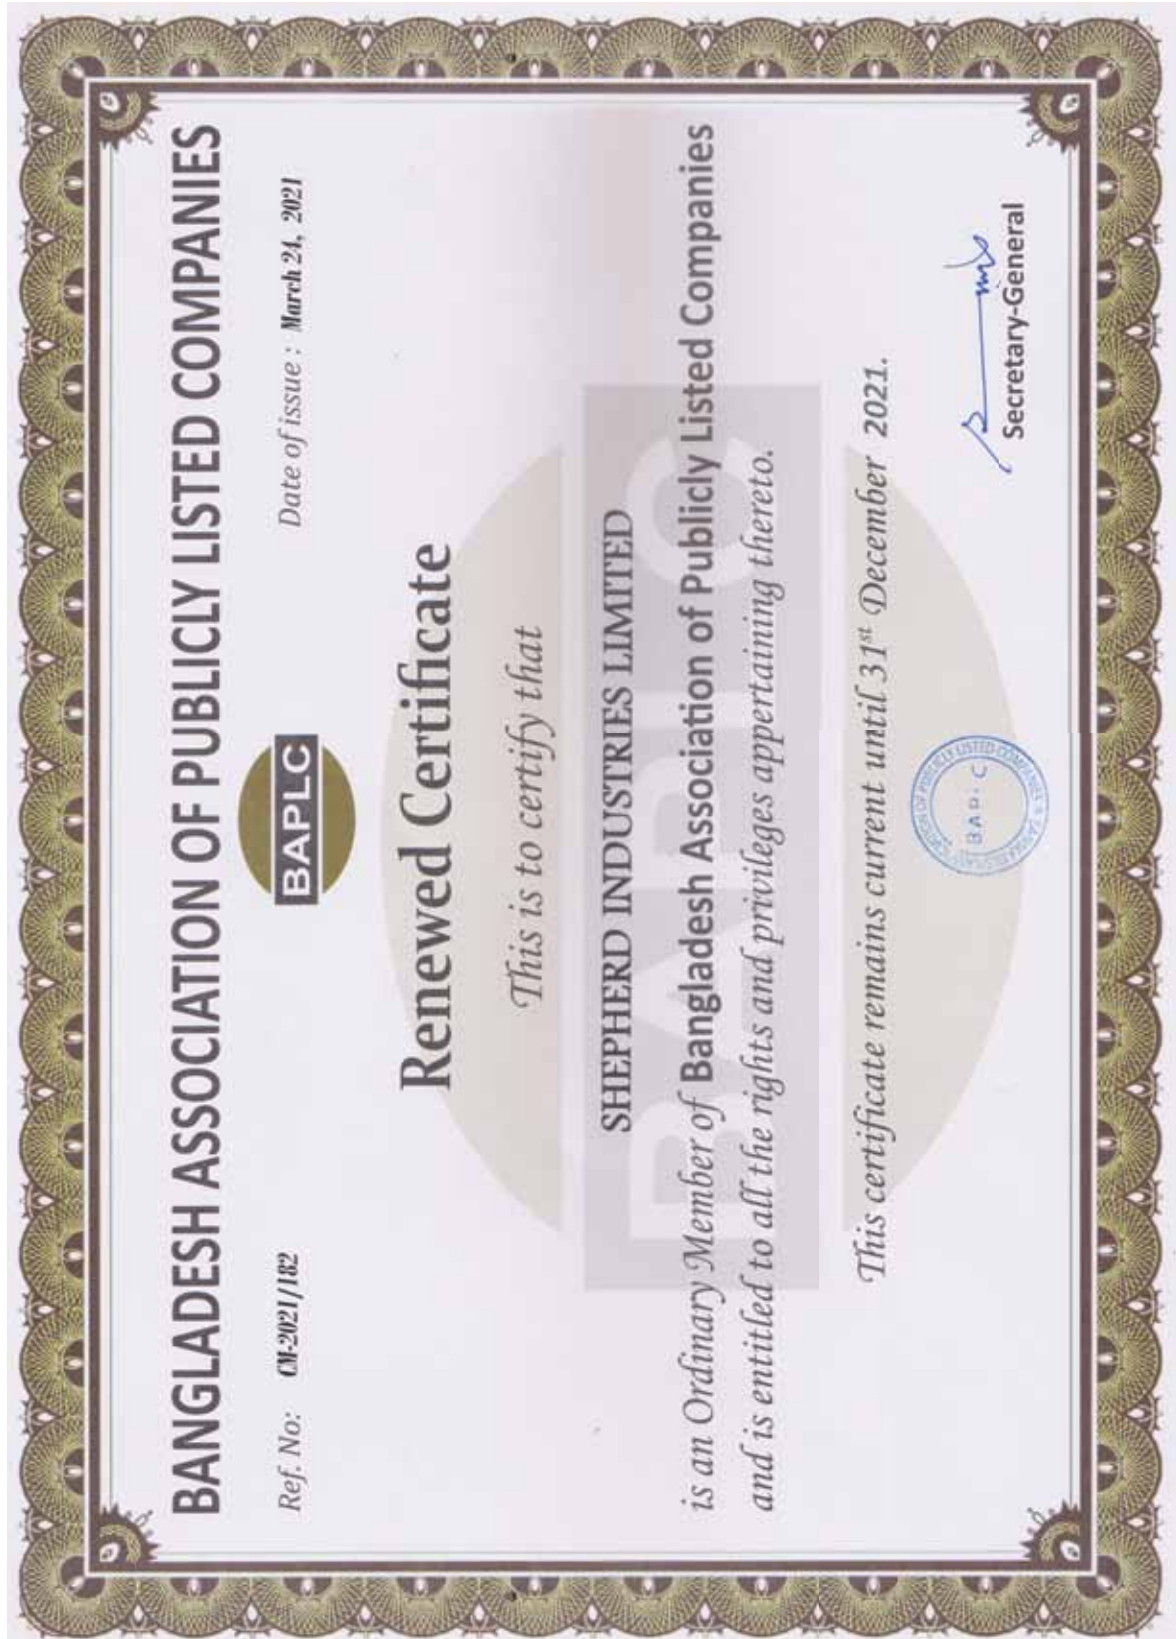 BANGLADESH ASSOCIATION OF PUBLICLY LISTED COMPANIES
Ref. No: CM-2021/182
BAPLC
Date of issue : March 24, 2021
Renewed Certificate
This is to certify that
SHEPHERD INDUSTRIES LIMITED
is an Ordinary Member of Bangladesh Association of Publicly Listed Companies
and is entitled to all the rights and privileges appertaining thereto.
This certificate remains current until 31st December 2021.
Secretary-General